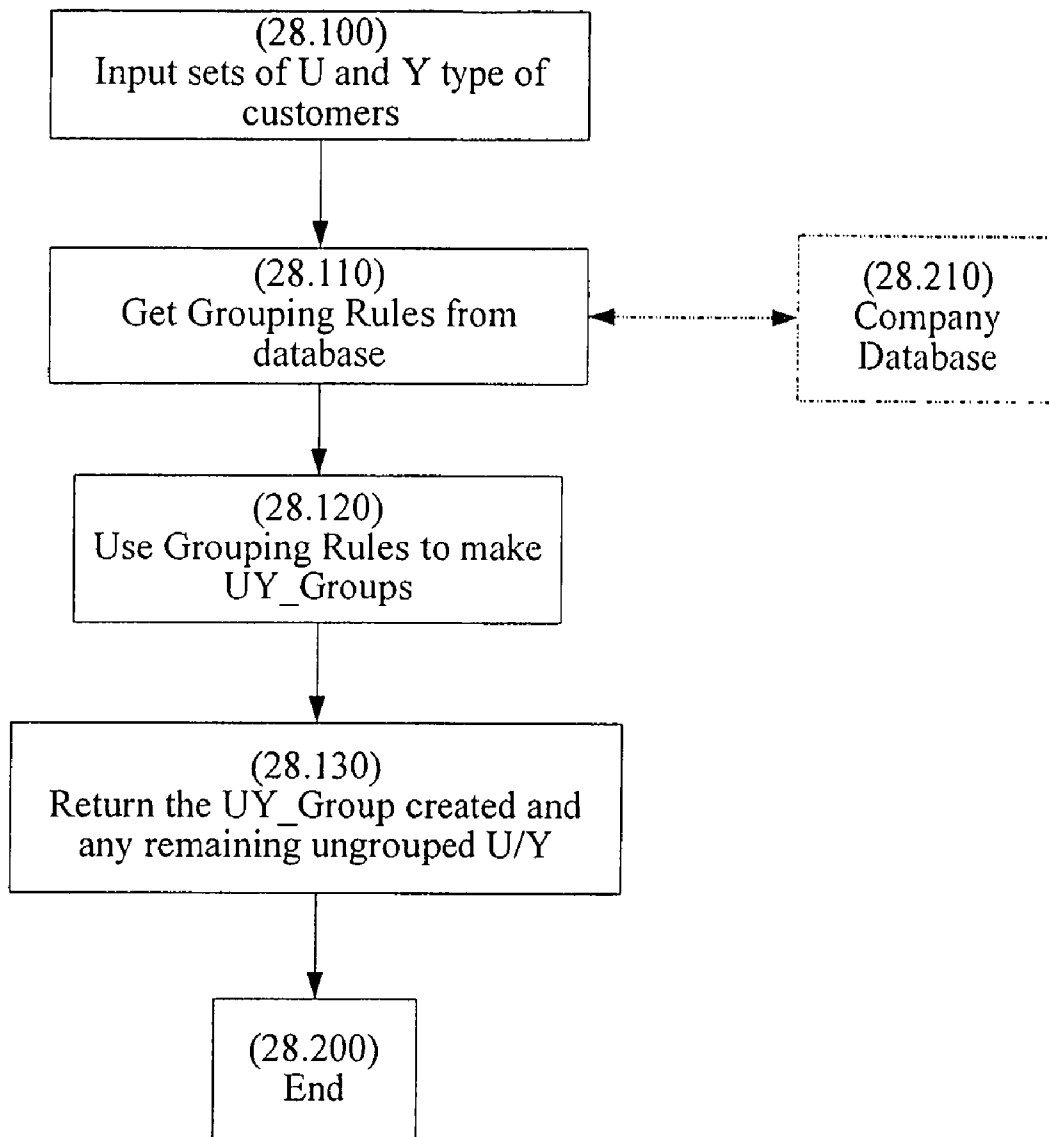 (28.100)
Input sets of U and Y type of
customers
(28.110)
Get Grouping Rules from
database
(28.210)
Company
Database
(28.120)
Use Grouping Rules to make
UY_Groups
(28.130)
Return the UY_Group created and
any remaining ungrouped U/Y
(28.200)
End